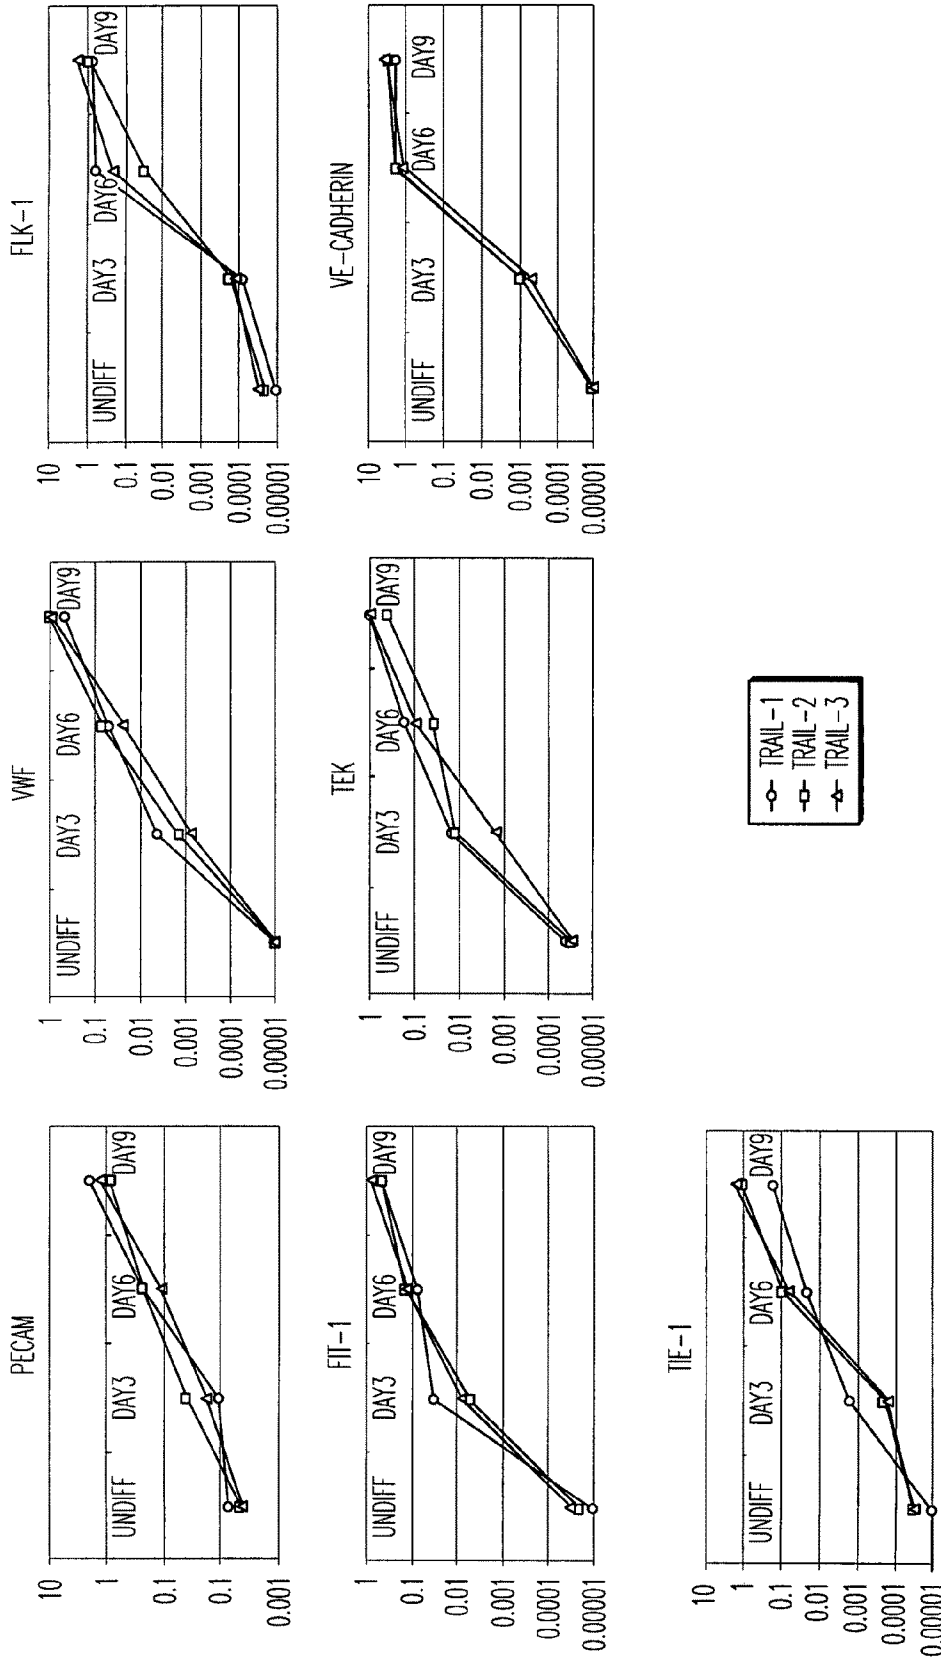 PECAM
10
1
0.1
0.1
0.001
UNDIFF DAY3 DAY6 DAY9
VWF
1
0.1
0.01
0.001
0.0001
0.00001
UNDIFF DAY3 DAY6 DAY9
FLK-1
10
1
0.1
0.01
0.001
0.0001
0.00001
UNDIFF DAY3 DAY6 DAY9
FIT-1
1
0.1
0.01
0.001
0.0001
0.00001
UNDIFF DAY3 DAY6 DAY9
TEK
1
0.1
0.01
0.001
0.0001
0.00001
UNDIFF DAY3 DAY6 DAY9
VE-CADHERIN
10
1
0.1
0.01
0.001
0.0001
0.00001
UNDIFF DAY3 DAY6 DAY9
TIE-1
10
1
0.1
0.01
0.001
0.0001
0.00001
UNDIFF DAY3 DAY6 DAY9
TRAIL-1
TRAIL-2
TRAIL-3